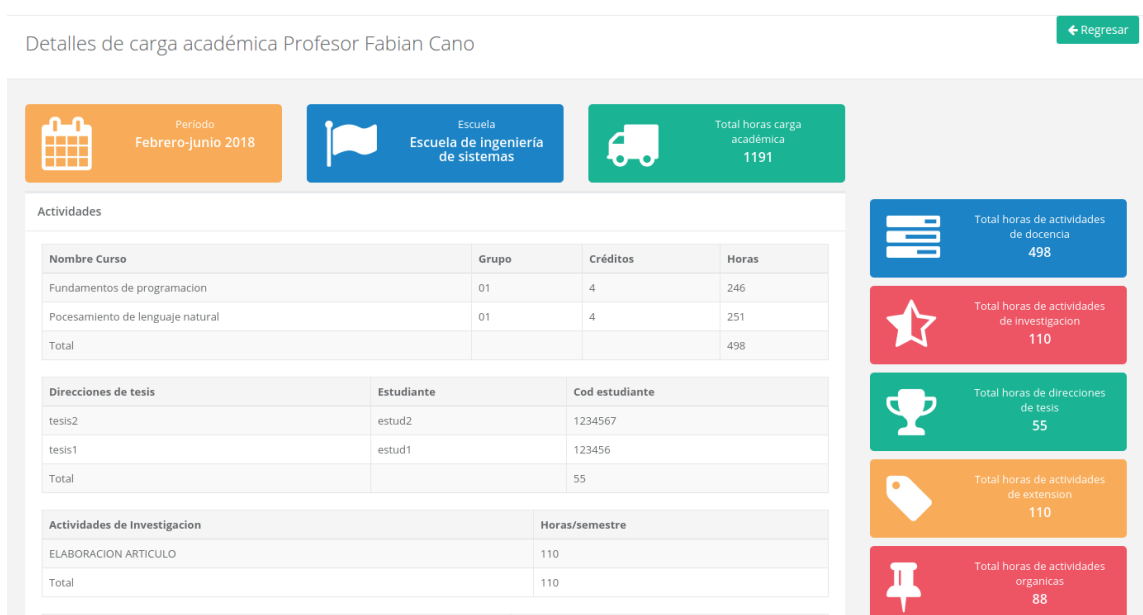 Regresar
Detalles de carga académica Profesor Fabian Cano
Período
Febrero-junio 2018
Escuela
Escuela de ingeniería
de sistemas
Total horas carga
académica
1191
Actividades
Nombre Curso Grupo Créditos Horas
Fundamentos de programacion 01 4 246
Pocesamiento de lenguaje natural 01 4 251
Total 498
Direcciones de tesis Estudiante Cod estudiante
tesis2 estud2 1234567
tesis1 estud1 123456
Total 55
Actividades de Investigacion Horas/semestre
ELABORACION ARTICULO 110
Total 110
Total horas de actividades
de docencia
498
Total horas de actividades
de investigacion
110
Total horas de direcciones
de tesis
55
Total horas de actividades
de extension
110
Total horas de actividades
organicas
88